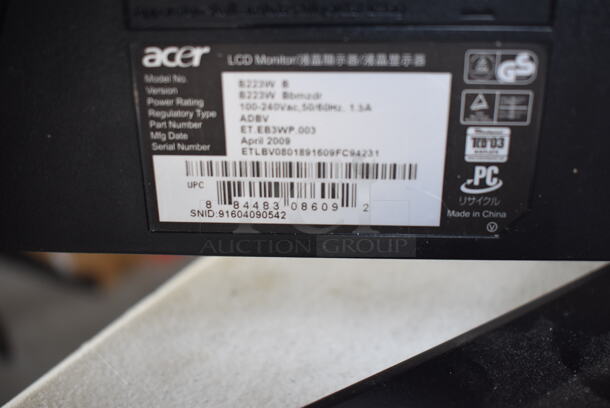 acer LCD Monitor/液晶顯示器/液晶显示器
Model No. B223W B
Version B223W Bbmzdr
Power Rating 100-240Vac,50/60Hz, 1.5A
Regulatory Type ADBV
Part Number ET.EB3WP.003
Mfg Date April 2009
Serial Number ETLBV0801891609FC94231
UPC
8 84483 08609 2
SNID:91604090542
GS
TCO'03
PC
リサイクル
Made in China
AUCTION GROUP